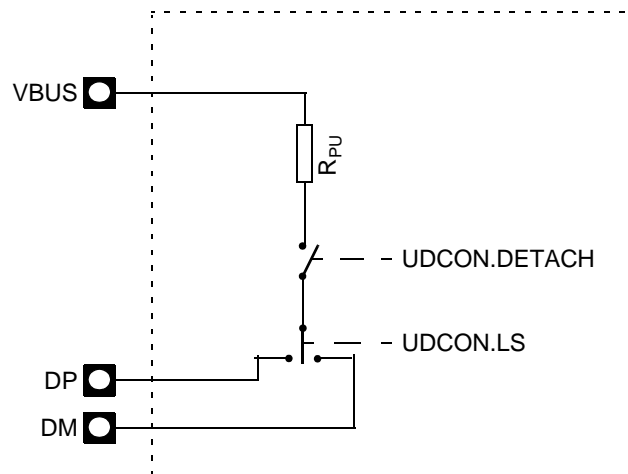 VBUS
RPU
UDCON.DETACH
UDCON.LS
DP
DM